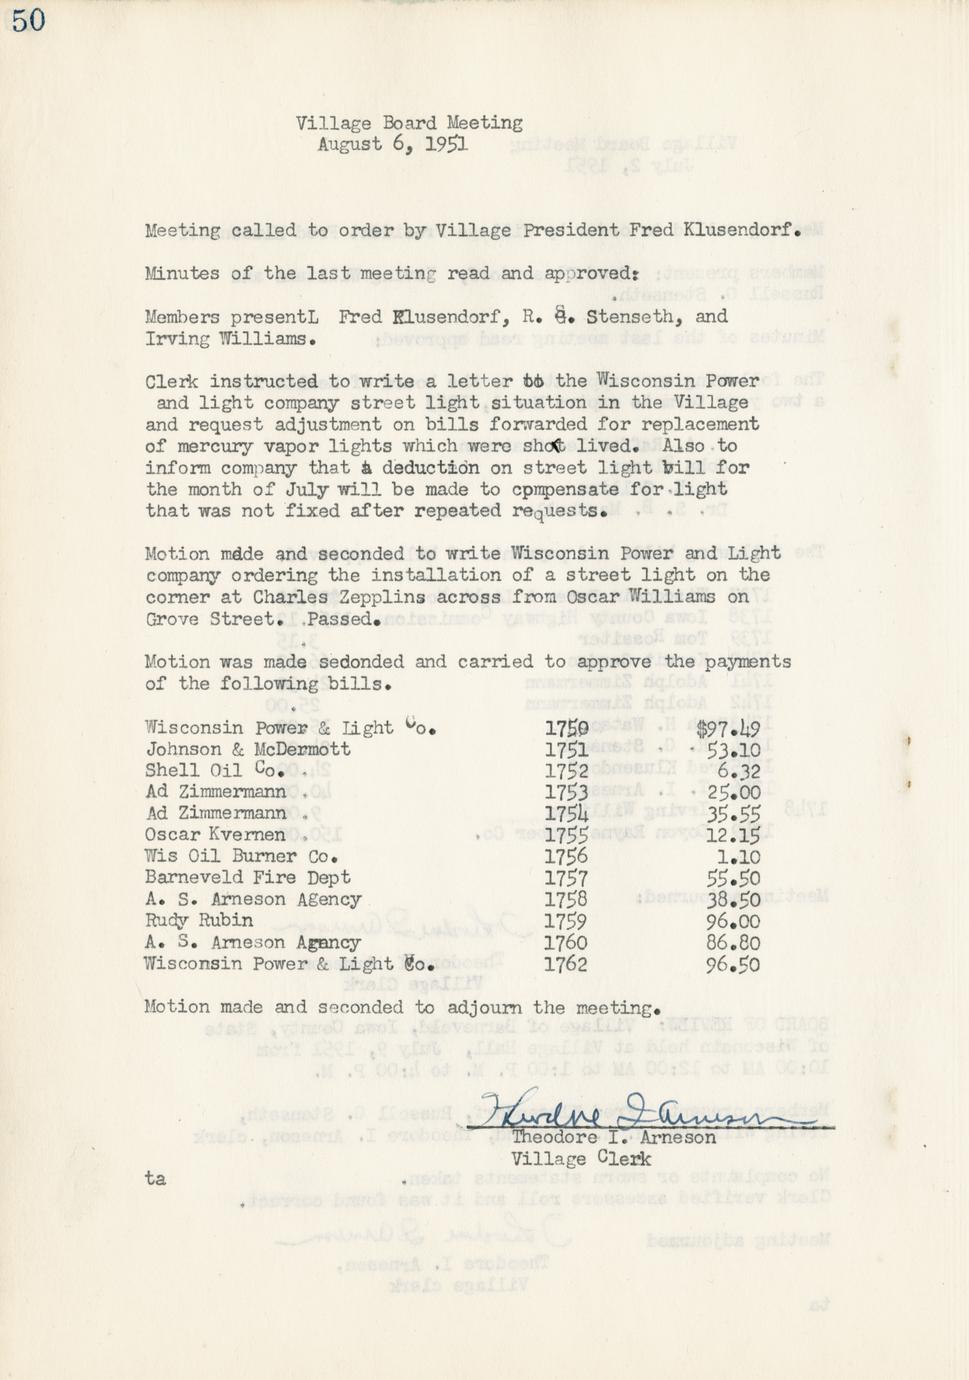 50
Village Board Meeting
August 6, 1951
Meeting called to order by Village President Fred Klusendorf.
Minutes of the last meeting read and approved:
Members presentL  Fred Klusendorf, R. G. Stenseth, and
Irving Williams.
Clerk instructed to write a letter to the Wisconsin Power
and light company street light situation in the Village
and request adjustment on bills forwarded for replacement
of mercury vapor lights which were shot lived.  Also to
inform company that a deduction on street light bill for
the month of July will be made to cpmpensate for light
that was not fixed after repeated requests.
Motion made and seconded to write Wisconsin Power and Light
company ordering the installation of a street light on the
corner at Charles Zepplins across from Oscar Williams on
Grove Street.  Passed.
Motion was made sedonded and carried to approve the payments
of the following bills.
Wisconsin Power & Light Co. 1750 $97.49
Johnson & McDermott 1751 53.10
Shell Oil Co. 1752 6.32
Ad Zimmermann 1753 25.00
Ad Zimmermann 1754 35.55
Oscar Kvernen 1755 12.15
Wis Oil Burner Co. 1756 1.10
Barneveld Fire Dept 1757 55.50
A. S. Arneson Agency 1758 38.50
Rudy Rubin 1759 96.00
A. S. Arneson Agency 1760 86.80
Wisconsin Power & Light Co. 1762 96.50
Motion made and seconded to adjourn the meeting.
Theodore I Arneson
Theodore I. Arneson
Village Clerk
ta